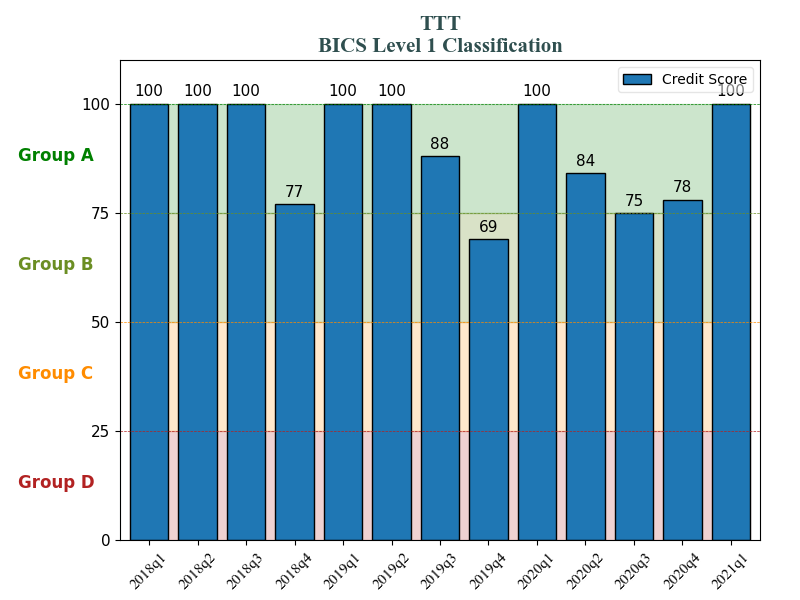 TTT
BICS Level 1 Classification
Credit Score
100 100 100 77 100 100 88 69 100 84 75 78 100
100
Group A
75
Group B
50
Group C
25
Group D
0
2018q1 2018q2 2018q3 2018q4 2019q1 2019q2 2019q3 2019q4 2020q1 2020q2 2020q3 2020q4 2021q1